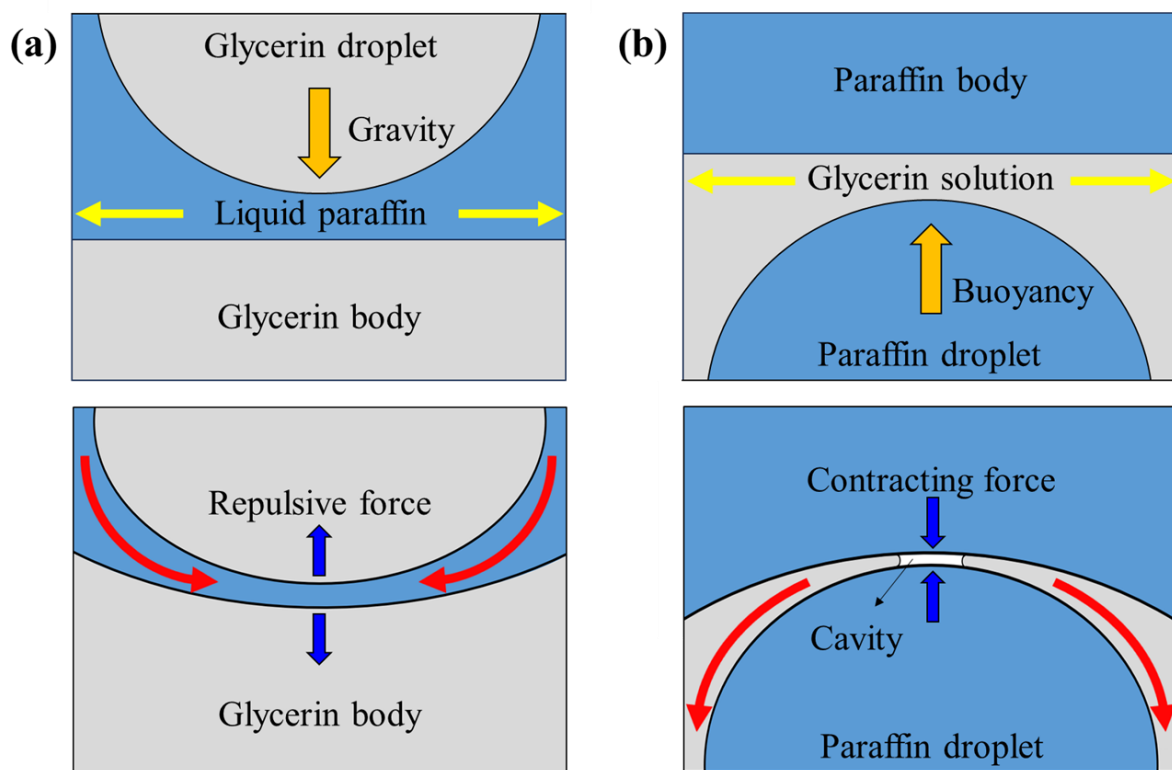 (a)
Glycerin droplet
Gravity
Liquid paraffin
Glycerin body
Repulsive force
Glycerin body
(b)
Paraffin body
Glycerin solution
Buoyancy
Paraffin droplet
Contracting force
Cavity
Paraffin droplet